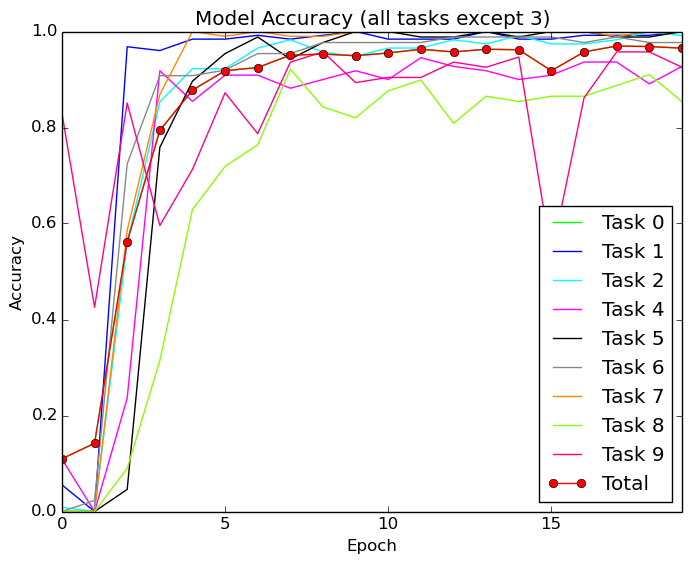 Model Accuracy (all tasks except 3)
1.0
0.8
0.6
0.4
0.2
0.0
Accuracy
0
5
10
15
Epoch
Task 0
Task 1
Task 2
Task 4
Task 5
Task 6
Task 7
Task 8
Task 9
Total